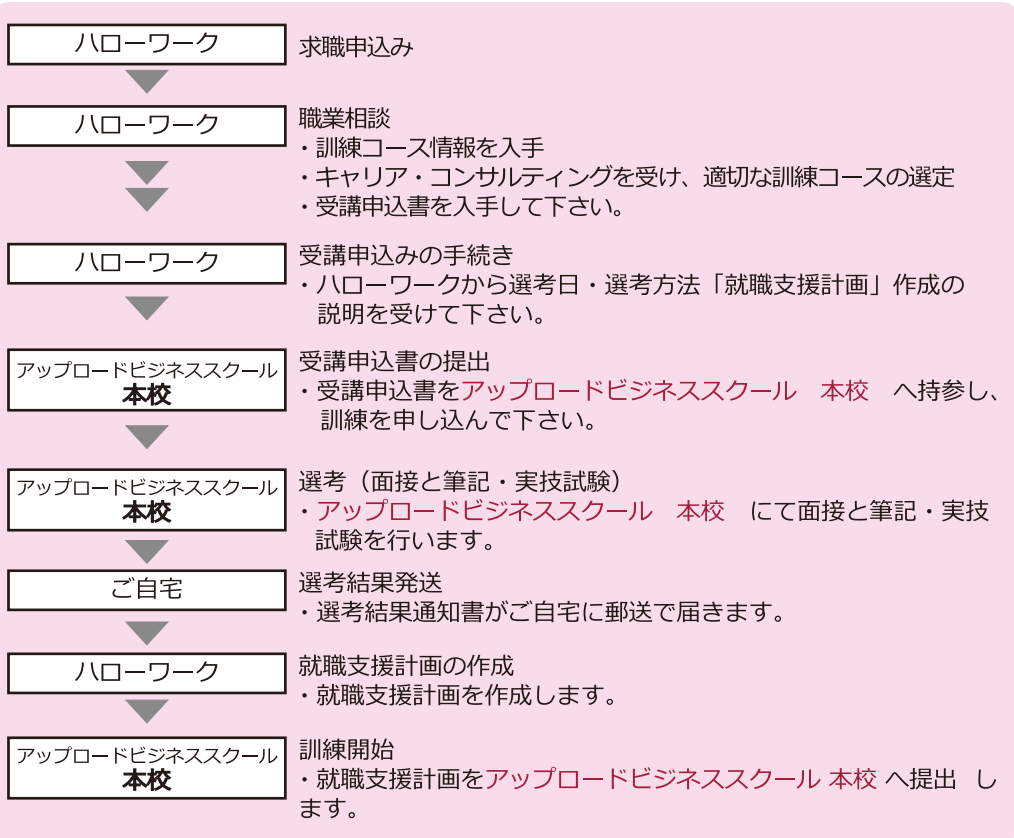 ハローワーク
求職申込み
ハローワーク
職業相談
・訓練コース情報を入手
・キャリア・コンサルティングを受け、適切な訓練コースの選定
・受講申込書を入手して下さい。
ハローワーク
受講申込みの手続き
・ハローワークから選考日・選考方法「就職支援計画」作成の
説明を受けて下さい。
アップロードビジネススクール
本校
受講申込書の提出
・受講申込書をアップロードビジネススクール　本校　へ持参し、
訓練を申し込んで下さい。
アップロードビジネススクール
本校
選考（面接と筆記・実技試験）
・アップロードビジネススクール　本校　にて面接と筆記・実技
試験を行います。
ご自宅
選考結果発送
・選考結果通知書がご自宅に郵送で届きます。
ハローワーク
就職支援計画の作成
・就職支援計画を作成します。
アップロードビジネススクール
本校
訓練開始
・就職支援計画をアップロードビジネススクール 本校 へ提出 し
ます。